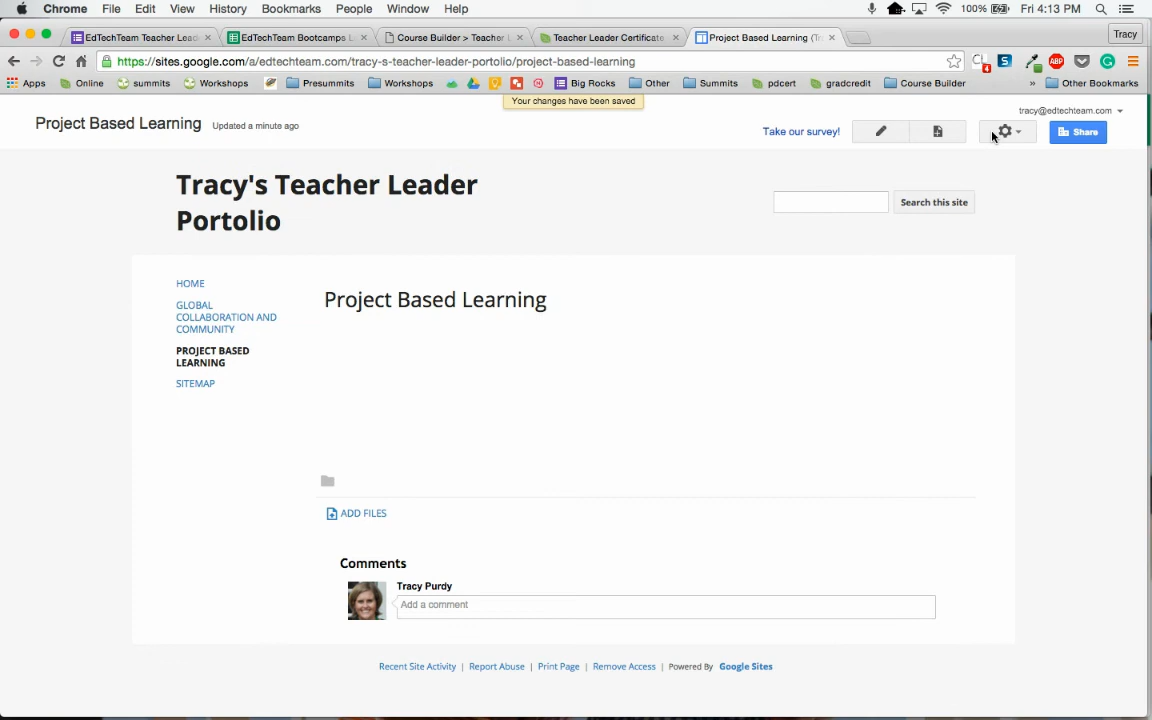 Chrome File Edit View History Bookmarks People Window Help 100% Fri 4:13 PM
EdTechTeam Teacher Lead EdTechTeam Bootcamps L Course Builder > Teacher L Teacher Leader Certificate Project Based Learning (Tr Tracy
https://sites.google.com/a/edtechteam.com/tracy-s-teacher-leader-portolio/project-based-learning 4 S ABP G
Apps Online summits Workshops Presummits Workshops Big Rocks Other Summits pdcert gradcredit Course Builder » Other Bookmarks
Your changes have been saved
tracy@edtechteam.com
Project Based Learning Updated a minute ago Take our survey! Share
Tracy's Teacher Leader
Portolio
Search this site
HOME
GLOBAL
COLLABORATION AND
COMMUNITY
PROJECT BASED
LEARNING
SITEMAP
Project Based Learning
ADD FILES
Comments
Tracy Purdy
Add a comment
Recent Site Activity | Report Abuse | Print Page | Remove Access | Powered By Google Sites